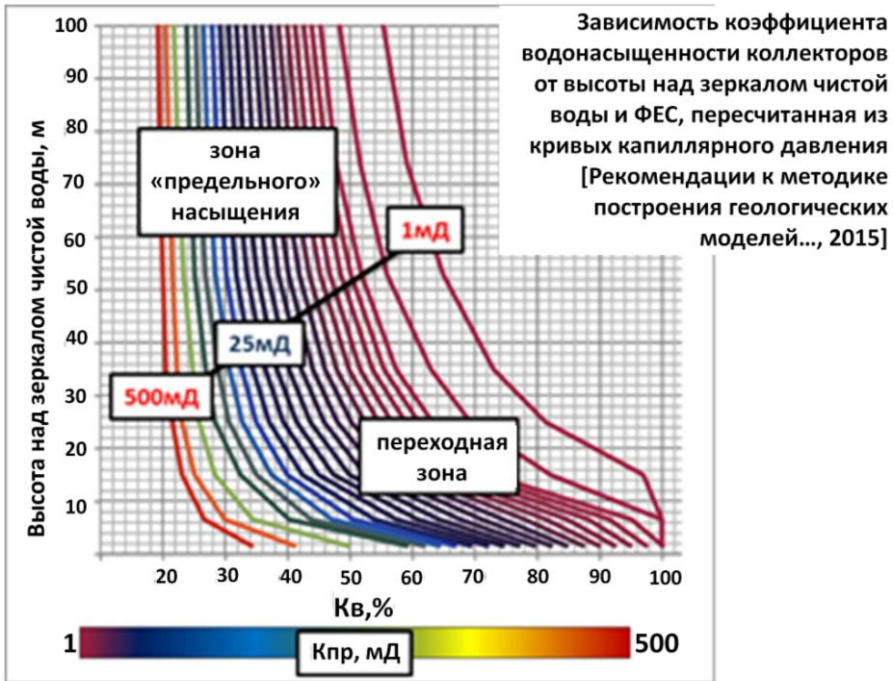 Зависимость коэффициента
водонасыщенности коллекторов
от высоты над зеркалом чистой
воды и ФЕС, пересчитанная из
кривых капиллярного давления
[Рекомендации к методике
построения геологических
моделей..., 2015]
Высота над зеркалом чистой воды, м
100
90
80
70
60
50
40
30
20
10
зона
«предельного»
насыщения
1мД
25мД
500мД
переходная
зона
20 30 40 50 60 70 80 90 100
Кв,%
1 Кпр, мД 500